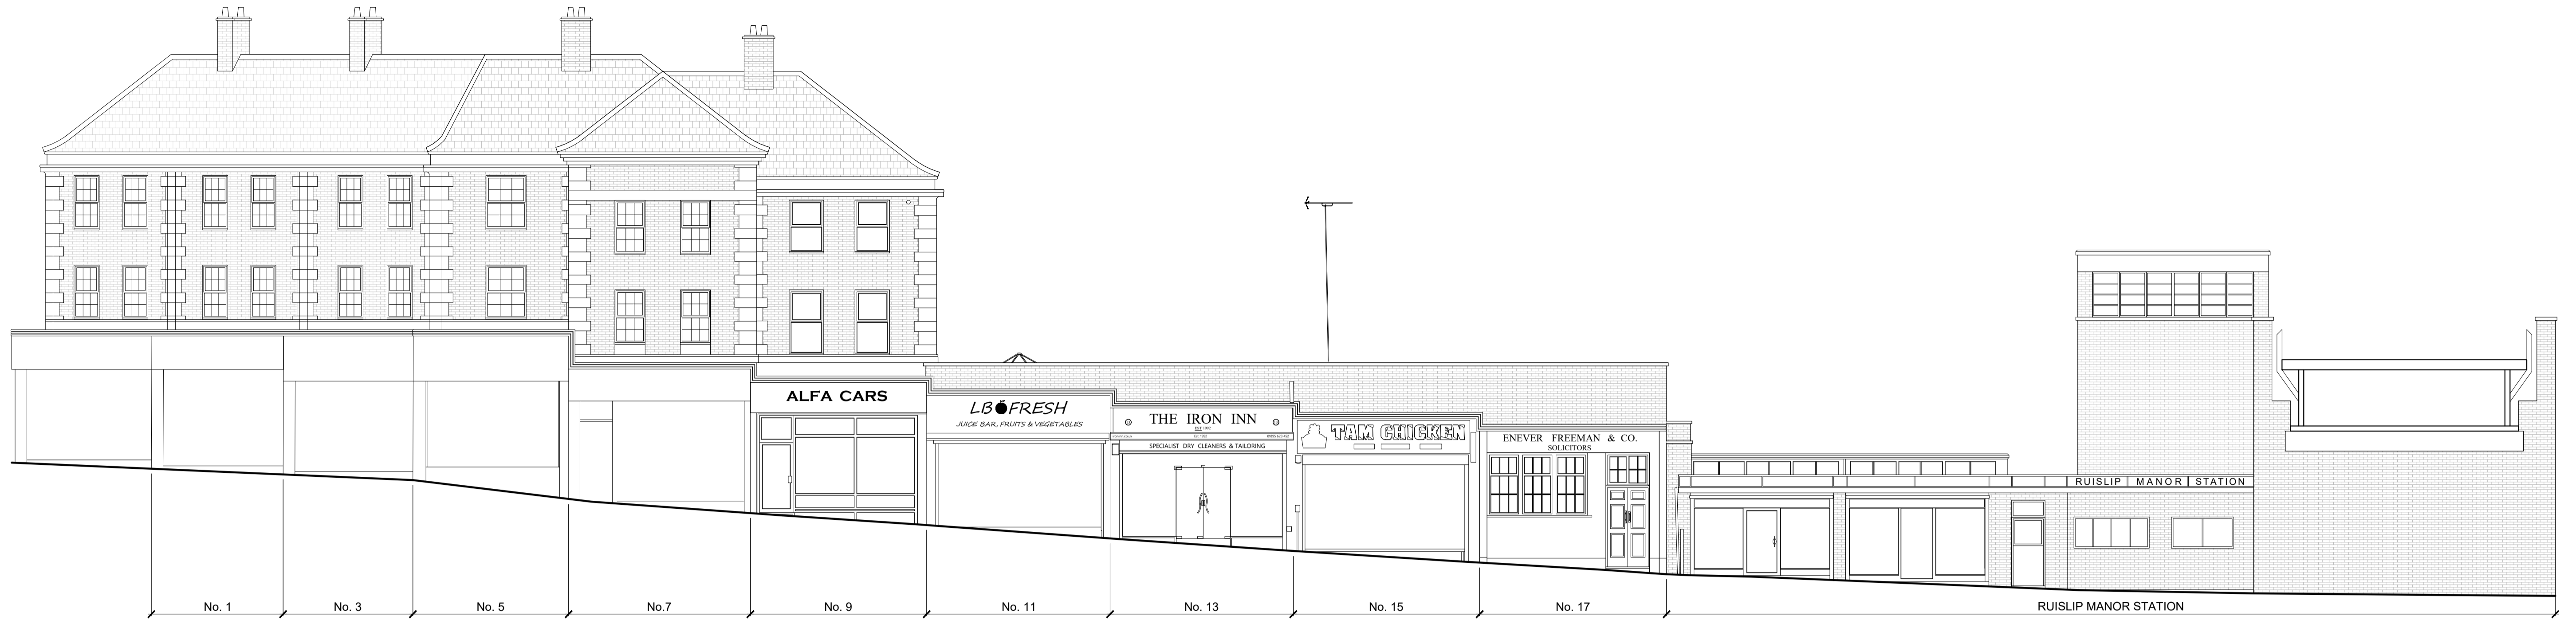 ALFA CARS
LB FRESH
JUICE BAR, FRUITS & VEGETABLES
THE IRON INN
SPECIALIST DRY CLEANERS & TAILORING
TAM CHICKEN
ENEVER FREEMAN & CO.
SOLICITORS
RUISLIP MANOR STATION
No. 1
No. 3
No. 5
No.7
No. 9
No. 11
No. 13
No. 15
No. 17
RUISLIP MANOR STATION